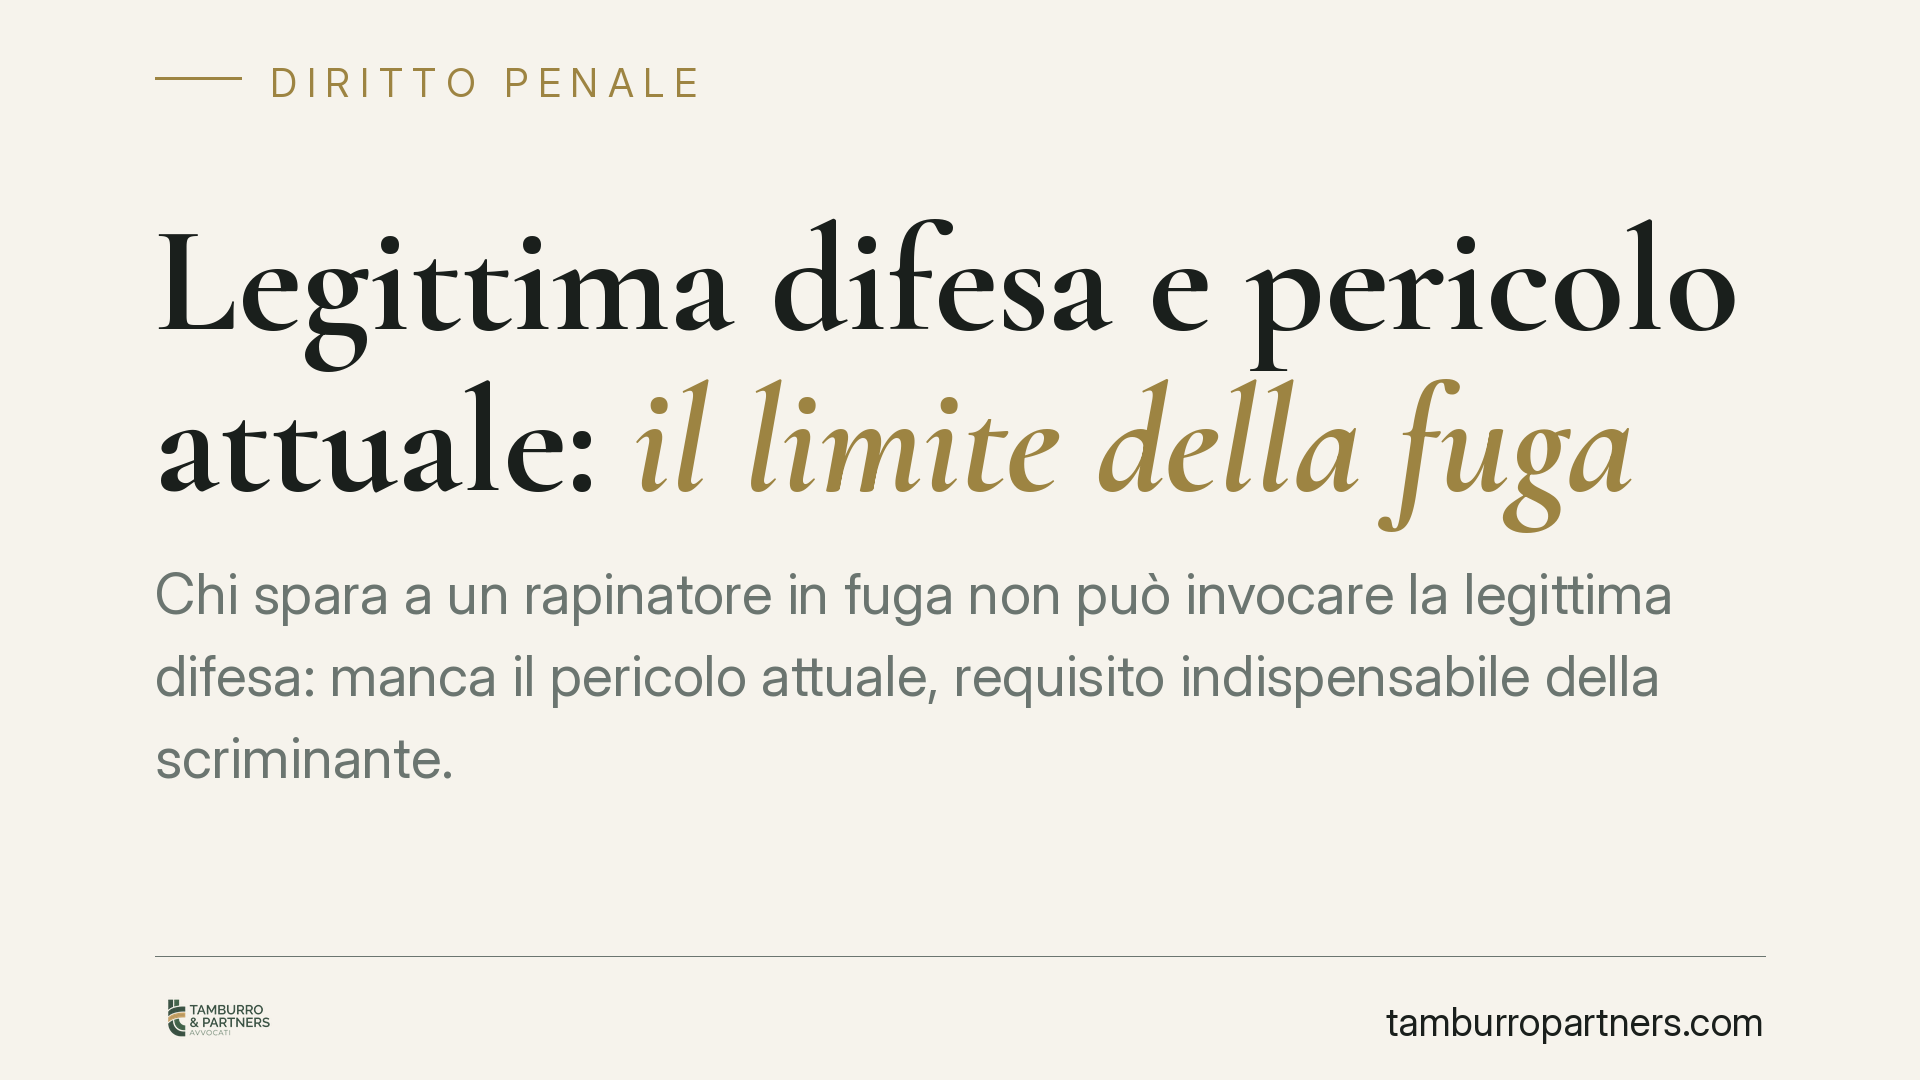 DIRITTO PENALE
Legittima difesa e pericolo
attuale: il limite della fuga
Chi spara a un rapinatore in fuga non può invocare la legittima
difesa: manca il pericolo attuale, requisito indispensabile della
scriminante.
TAMBURRO
& PARTNERS
AVVOCATI
tamburropartners.com